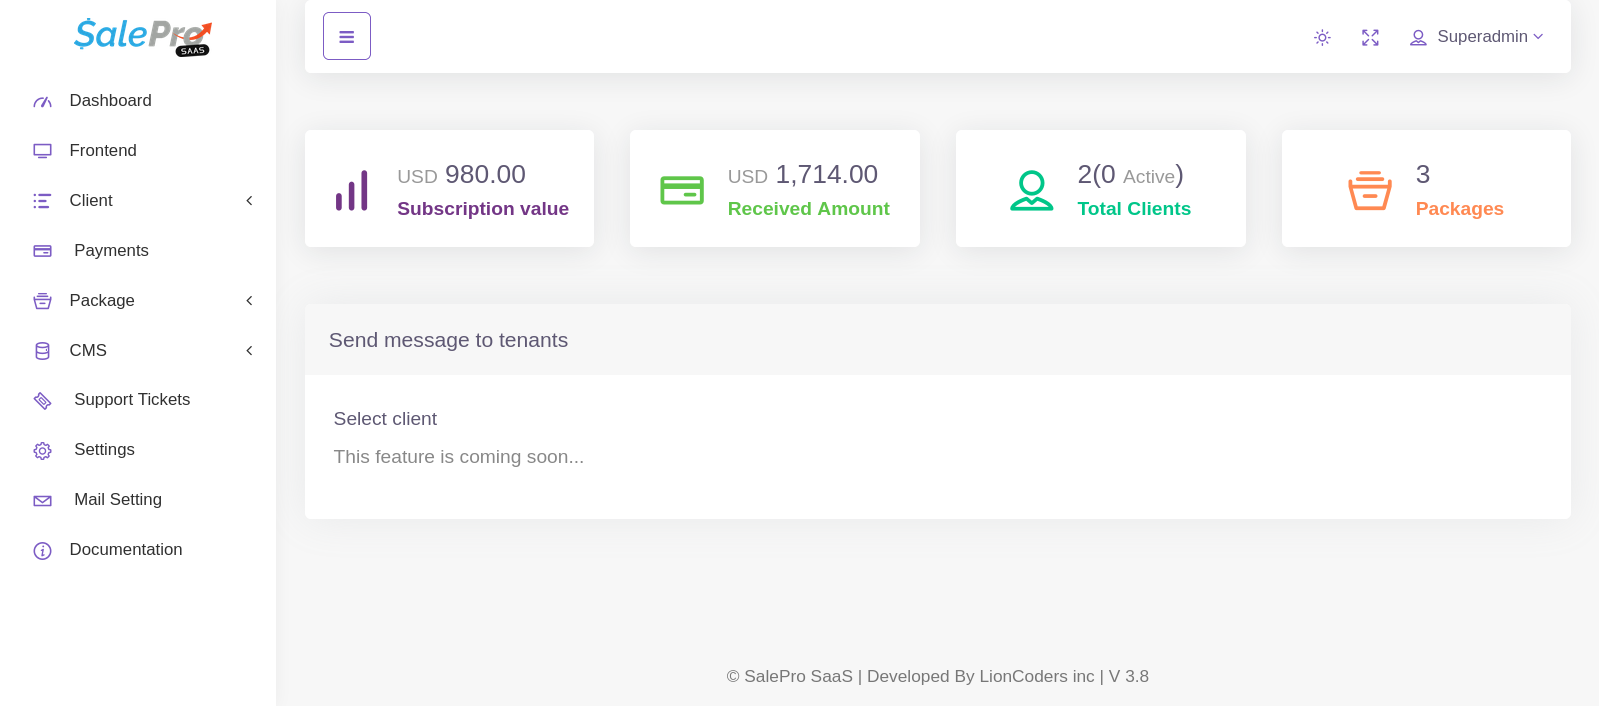 SalePro
SAAS
Superadmin
Dashboard
Frontend
Client
Payments
Package
CMS
Support Tickets
Settings
Mail Setting
Documentation
USD 980.00
Subscription value
USD 1,714.00
Received Amount
2(0 Active)
Total Clients
3
Packages
Send message to tenants
Select client
This feature is coming soon...
© SalePro SaaS | Developed By LionCoders inc | V 3.8